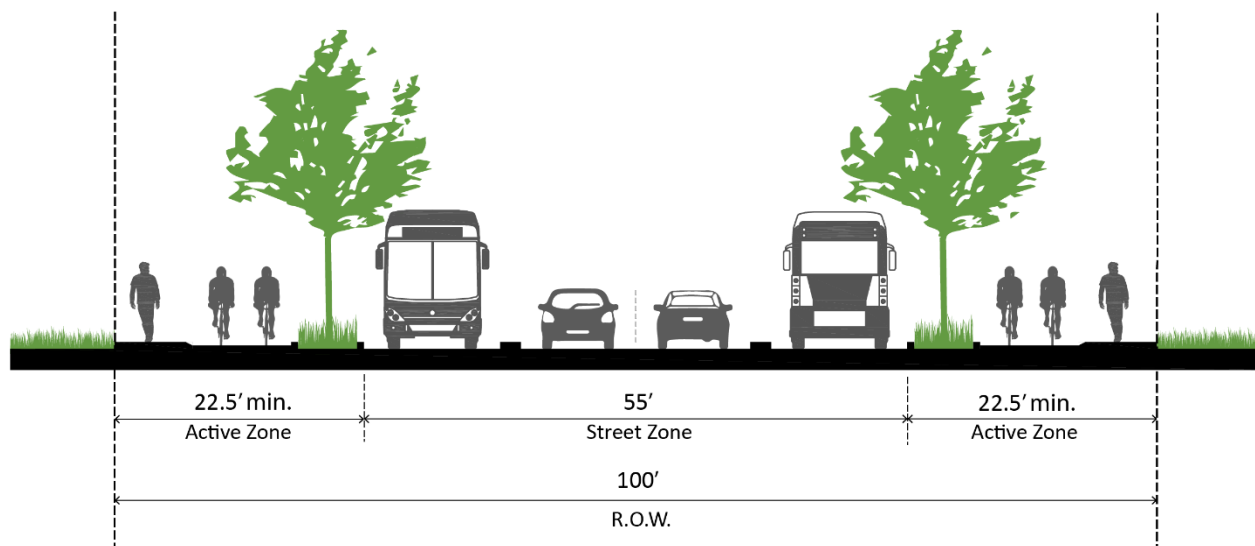 22.5’ min.
Active Zone
55’
Street Zone
22.5’ min.
Active Zone
100’
R.O.W.